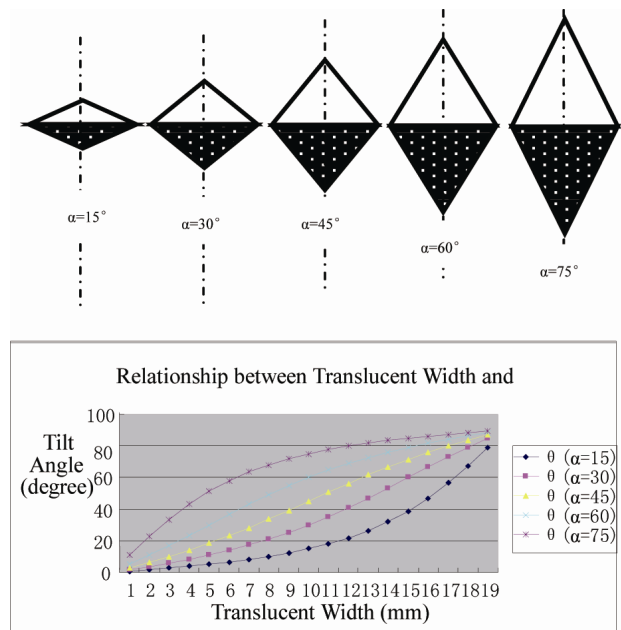 α=15°
α=30°
α=45°
α=60°
α=75°
Relationship between Translucent Width and
Tilt
Angle
(degree)
100
80
60
40
20
0
1 2 3 4 5 6 7 8 9 10 11 12 13 14 15 16 17 18 19
Translucent Width (mm)
θ (α=15)
θ (α=30)
θ (α=45)
θ (α=60)
θ (α=75)